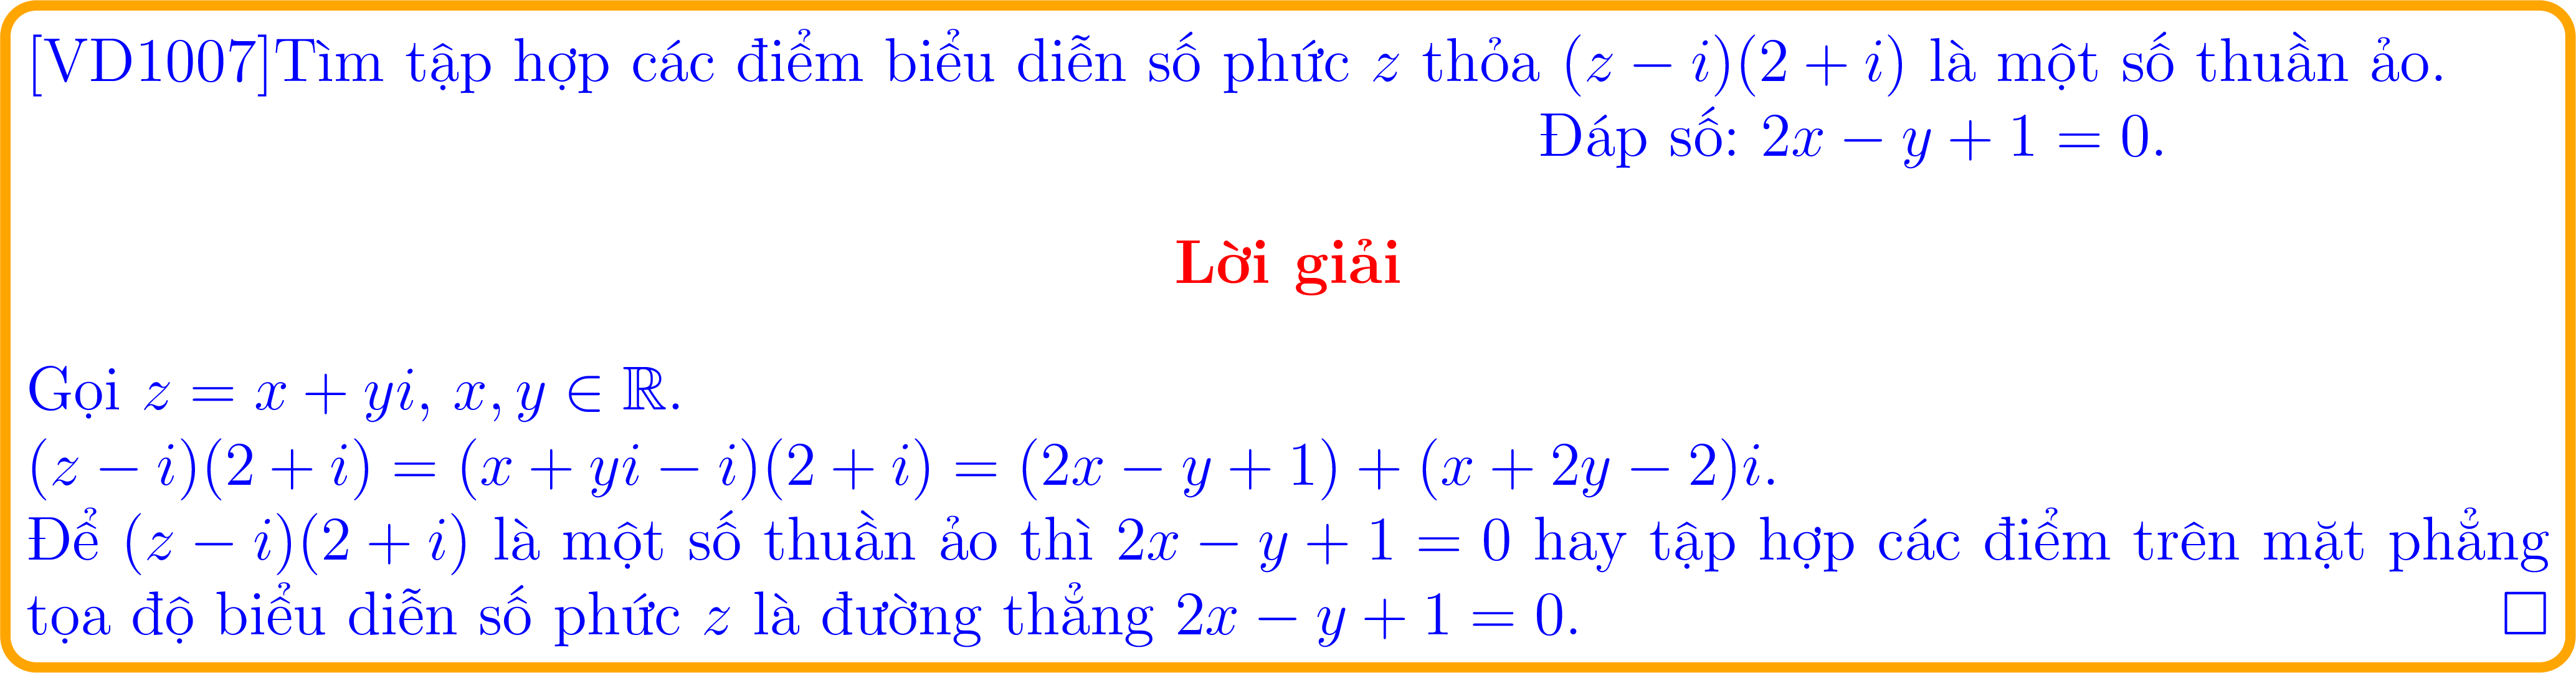 [VD1007]Tìm tập hợp các điểm biểu diễn số phức z thỏa (z − i)(2 + i) là một số thuần ảo.
Đáp số: 2x − y + 1 = 0.
Lời giải
Gọi z = x + yi, x, y ∈ ℝ.
(z − i)(2 + i) = (x + yi − i)(2 + i) = (2x − y + 1) + (x + 2y − 2)i.
Để (z − i)(2 + i) là một số thuần ảo thì 2x − y + 1 = 0 hay tập hợp các điểm trên mặt phẳng
tọa độ biểu diễn số phức z là đường thẳng 2x − y + 1 = 0. □